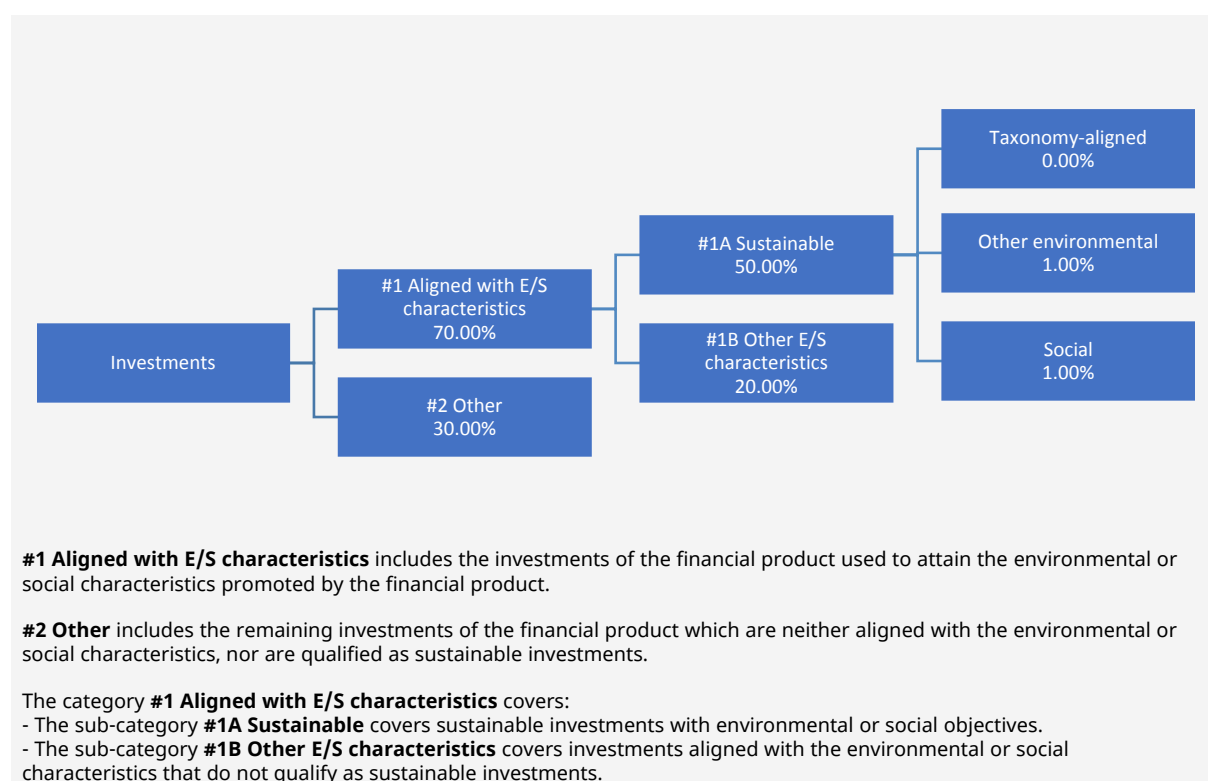 Taxonomy-aligned
0.00%
#1A Sustainable
50.00%
Other environmental
1.00%
#1 Aligned with E/S
characteristics
70.00%
Investments
#1B Other E/S
characteristics
20.00%
Social
1.00%
#2 Other
30.00%
#1 Aligned with E/S characteristics includes the investments of the financial product used to attain the environmental or
social characteristics promoted by the financial product.
#2 Other includes the remaining investments of the financial product which are neither aligned with the environmental or
social characteristics, nor are qualified as sustainable investments.
The category #1 Aligned with E/S characteristics covers:
- The sub-category #1A Sustainable covers sustainable investments with environmental or social objectives.
- The sub-category #1B Other E/S characteristics covers investments aligned with the environmental or social
characteristics that do not qualify as sustainable investments.